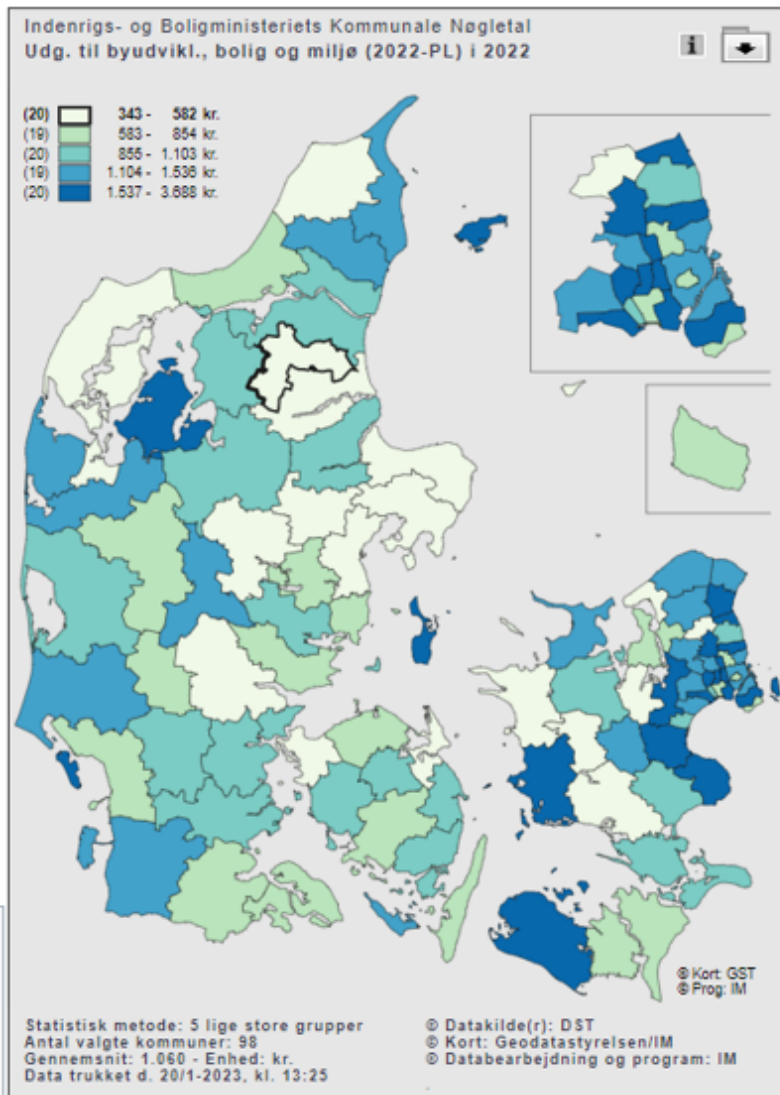 Indenrigs- og Boligministeriets Kommunale Nøgletal
Udg. til byudvikl., bolig og miljø (2022-PL) i 2022
i
(20) 343 - 582 kr.
(19) 583 - 854 kr.
(20) 855 - 1.103 kr.
(19) 1.104 - 1.536 kr.
(20) 1.537 - 3.688 kr.
© Kort: GST
© Prog: IM
Statistisk metode: 5 lige store grupper
Antal valgte kommuner: 98
Gennemsnit: 1.060 - Enhed: kr.
Data trukket d. 20/1-2023, kl. 13:25
© Datakilde(r): DST
© Kort: Geodatastyrelsen/IM
© Databearbejdning og program: IM